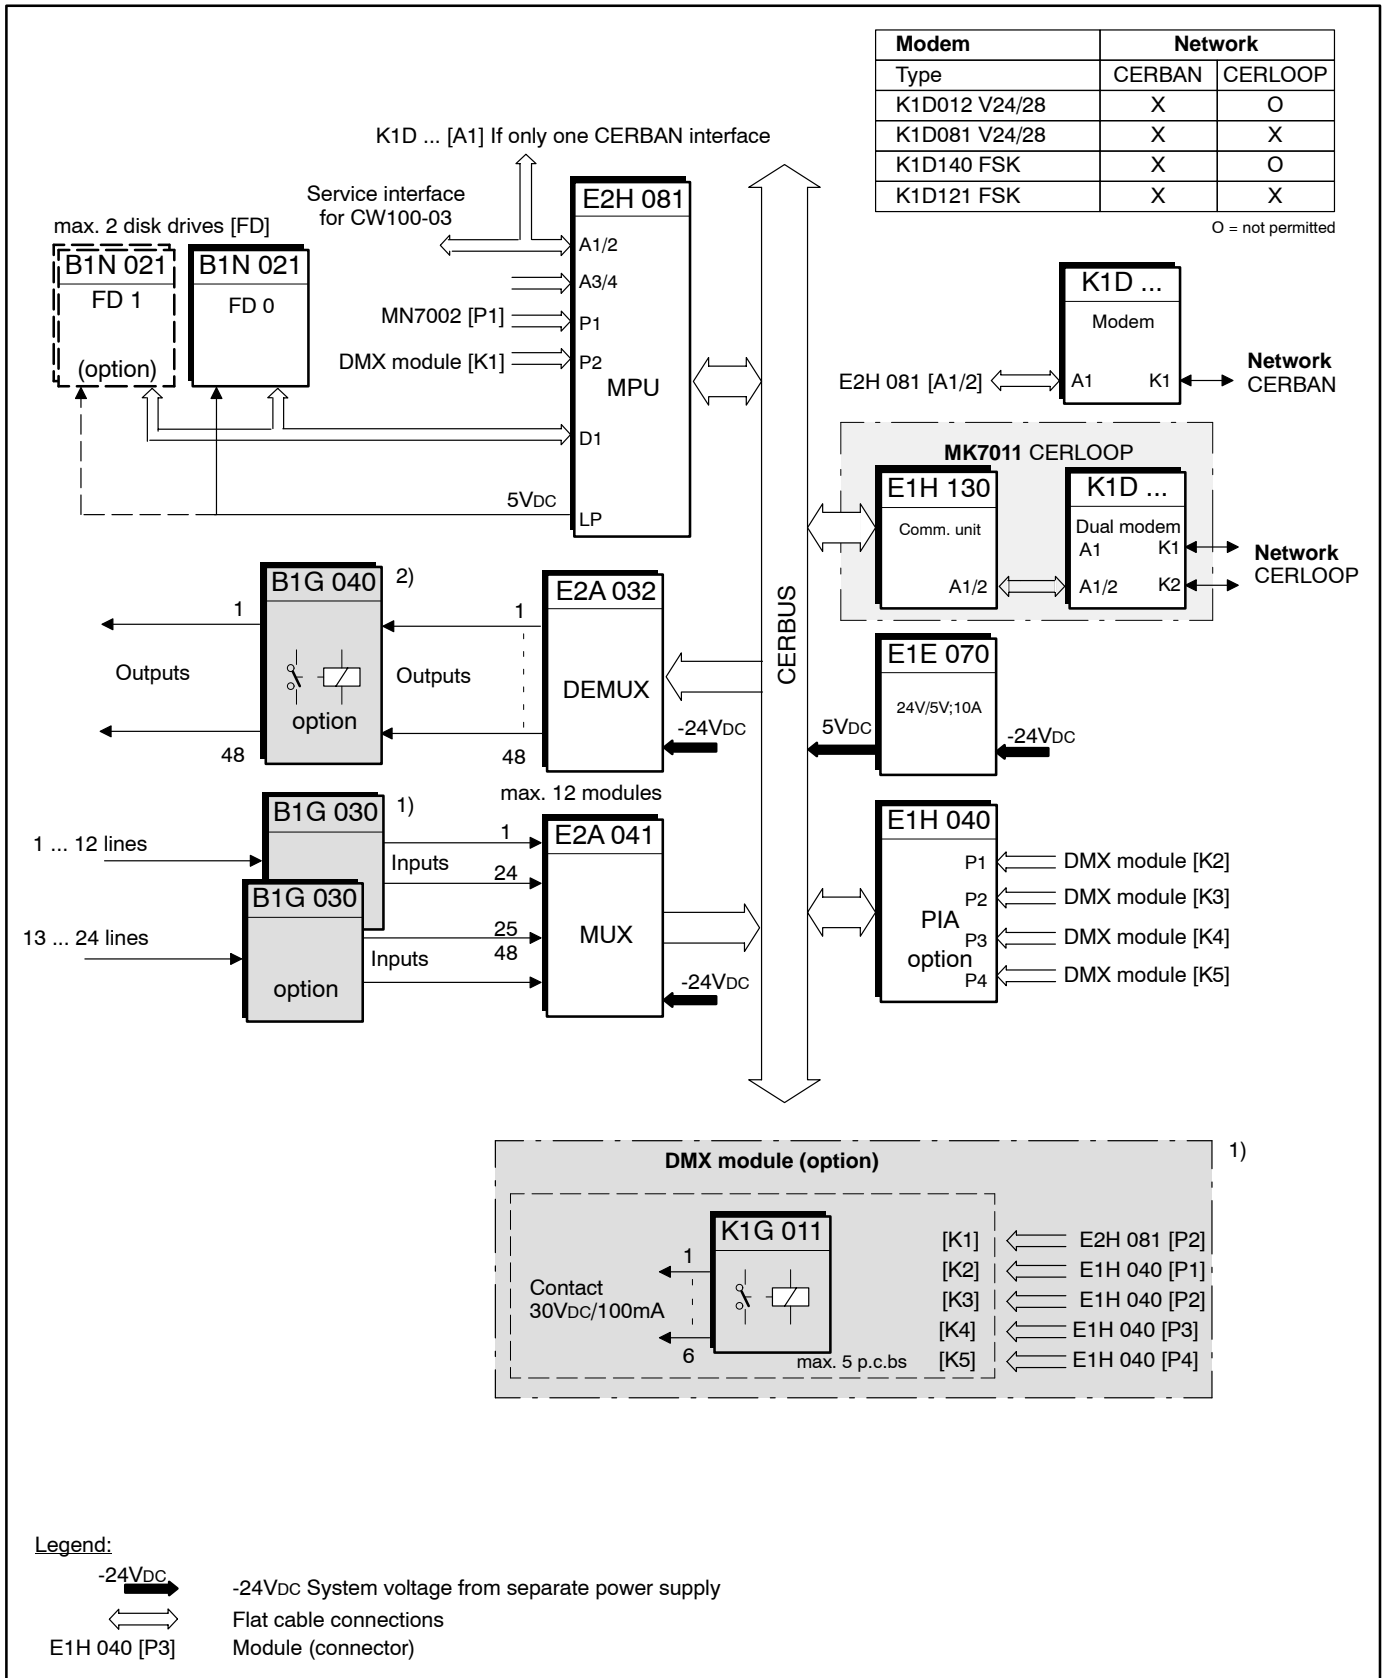 Modem Network
Type CERBAN CERLOOP
K1D012 V24/28 X O
K1D081 V24/28 X X
K1D140 FSK X O
K1D121 FSK X X
O = not permitted
K1D ... [A1] If only one CERBAN interface
Service interface
for CW100-03
max. 2 disk drives [FD]
B1N 021
FD 1
(option)
B1N 021
FD 0
E2H 081
A1/2
A3/4
MN7002 [P1]
P1
DMX module [K1]
P2
MPU
D1
5VDC
LP
CERBUS
K1D ...
Modem
E2H 081 [A1/2]
A1 K1
Network
CERBAN
MK7011 CERLOOP
E1H 130
Comm. unit
A1/2
K1D ...
Dual modem
A1 K1
A1/2 K2
Network
CERLOOP
B1G 040
2)
1
Outputs
48
option
Outputs
1
48
E2A 032
DEMUX
-24VDC
E1E 070
24V/5V;10A
5VDC
-24VDC
max. 12 modules
B1G 030
1)
1 ... 12 lines
Inputs
1
24
B1G 030
option
13 ... 24 lines
Inputs
25
48
E2A 041
MUX
-24VDC
E1H 040
PIA
option
P1 DMX module [K2]
P2 DMX module [K3]
P3 DMX module [K4]
P4 DMX module [K5]
DMX module (option)
1)
K1G 011
1
6
Contact
30VDC/100mA
max. 5 p.c.bs
[K1] E2H 081 [P2]
[K2] E1H 040 [P1]
[K3] E1H 040 [P2]
[K4] E1H 040 [P3]
[K5] E1H 040 [P4]
Legend:
-24VDC -24VDC System voltage from separate power supply
Flat cable connections
E1H 040 [P3] Module (connector)